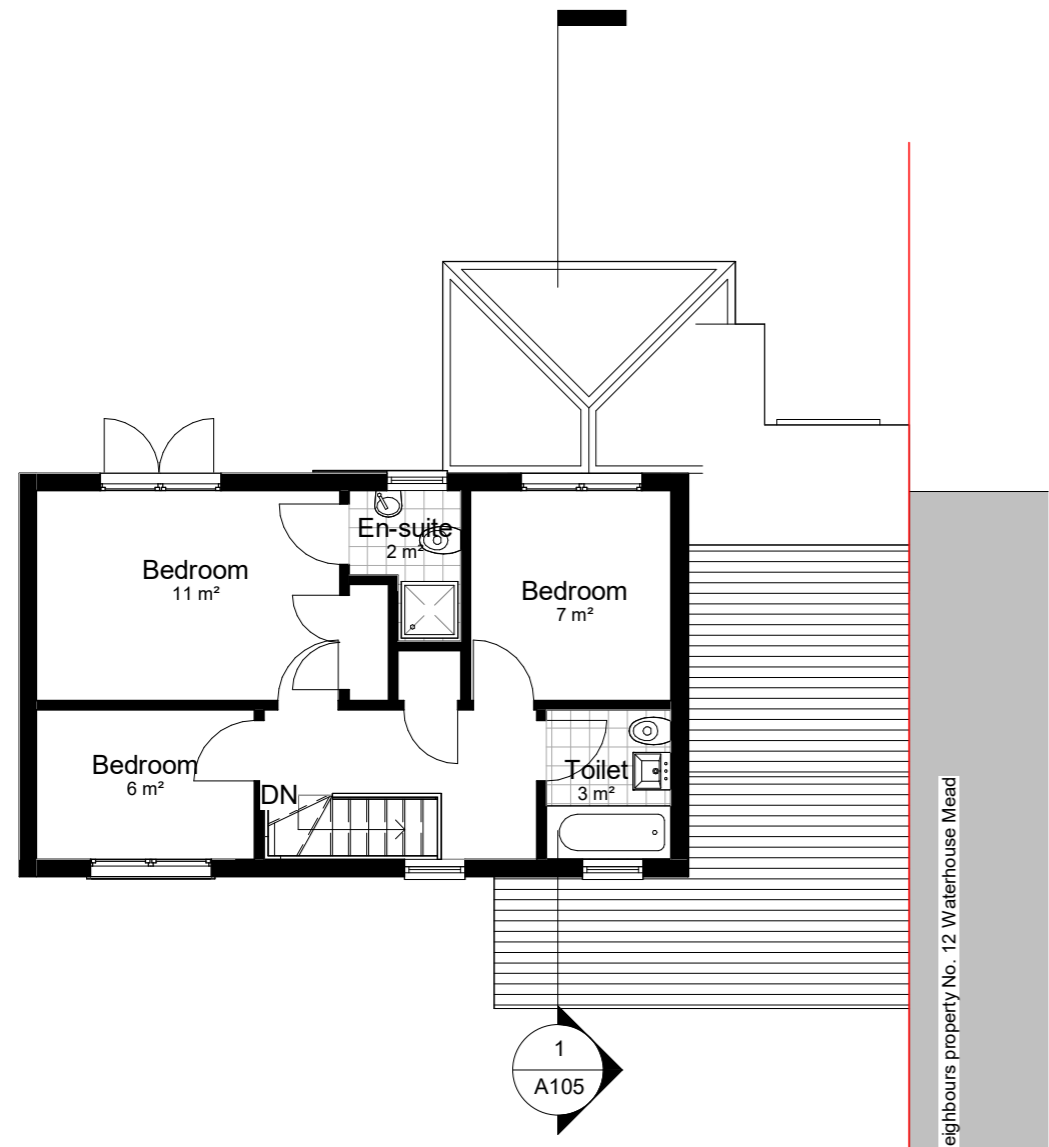 En-suite
2 m²
Bedroom
11 m²
Bedroom
7 m²
Bedroom
6 m²
Toilet
3 m²
DN
eighbours property No. 12 Waterhouse Mead
1
A105